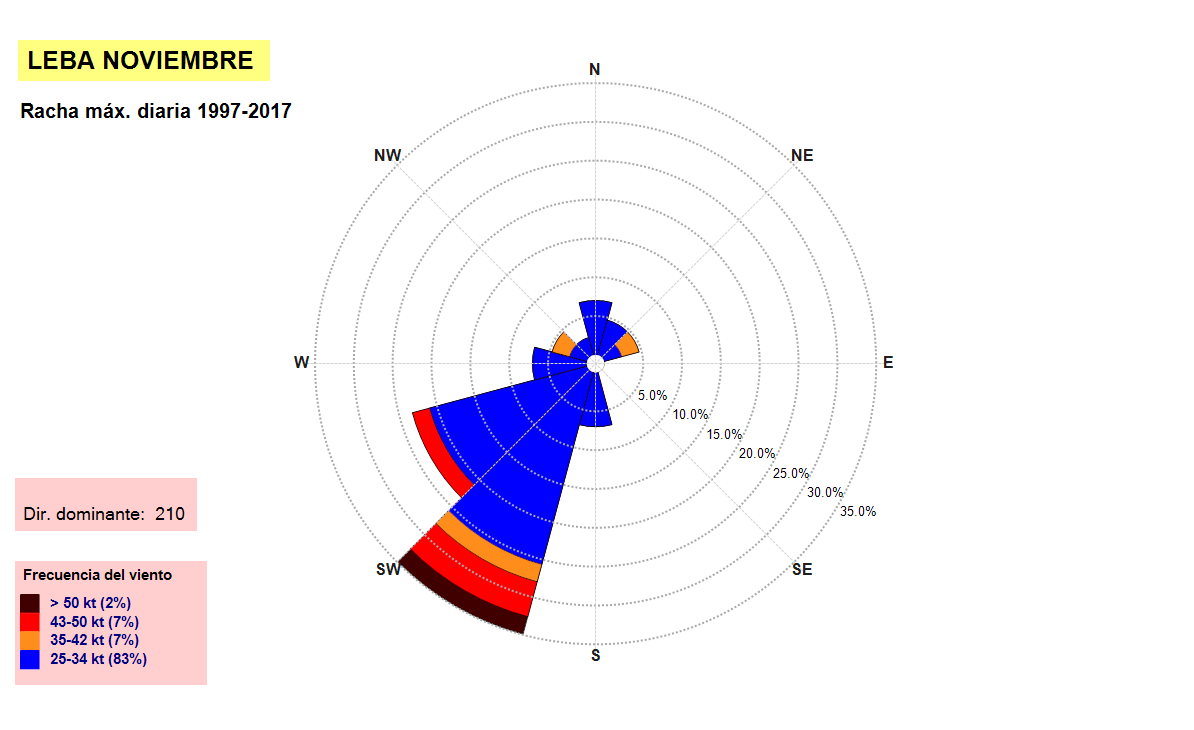 LEBA NOVIEMBRE
Racha máx. diaria 1997-2017
N
NW
NE
W
E
5.0%
10.0%
15.0%
20.0%
25.0%
30.0%
35.0%
SW
SE
S
Dir. dominante: 210
Frecuencia del viento
> 50 kt (2%)
43-50 kt (7%)
35-42 kt (7%)
25-34 kt (83%)